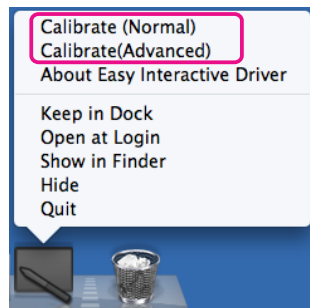 Calibrate (Normal)
Calibrate(Advanced)
About Easy Interactive Driver
Keep in Dock
Open at Login
Show in Finder
Hide
Quit